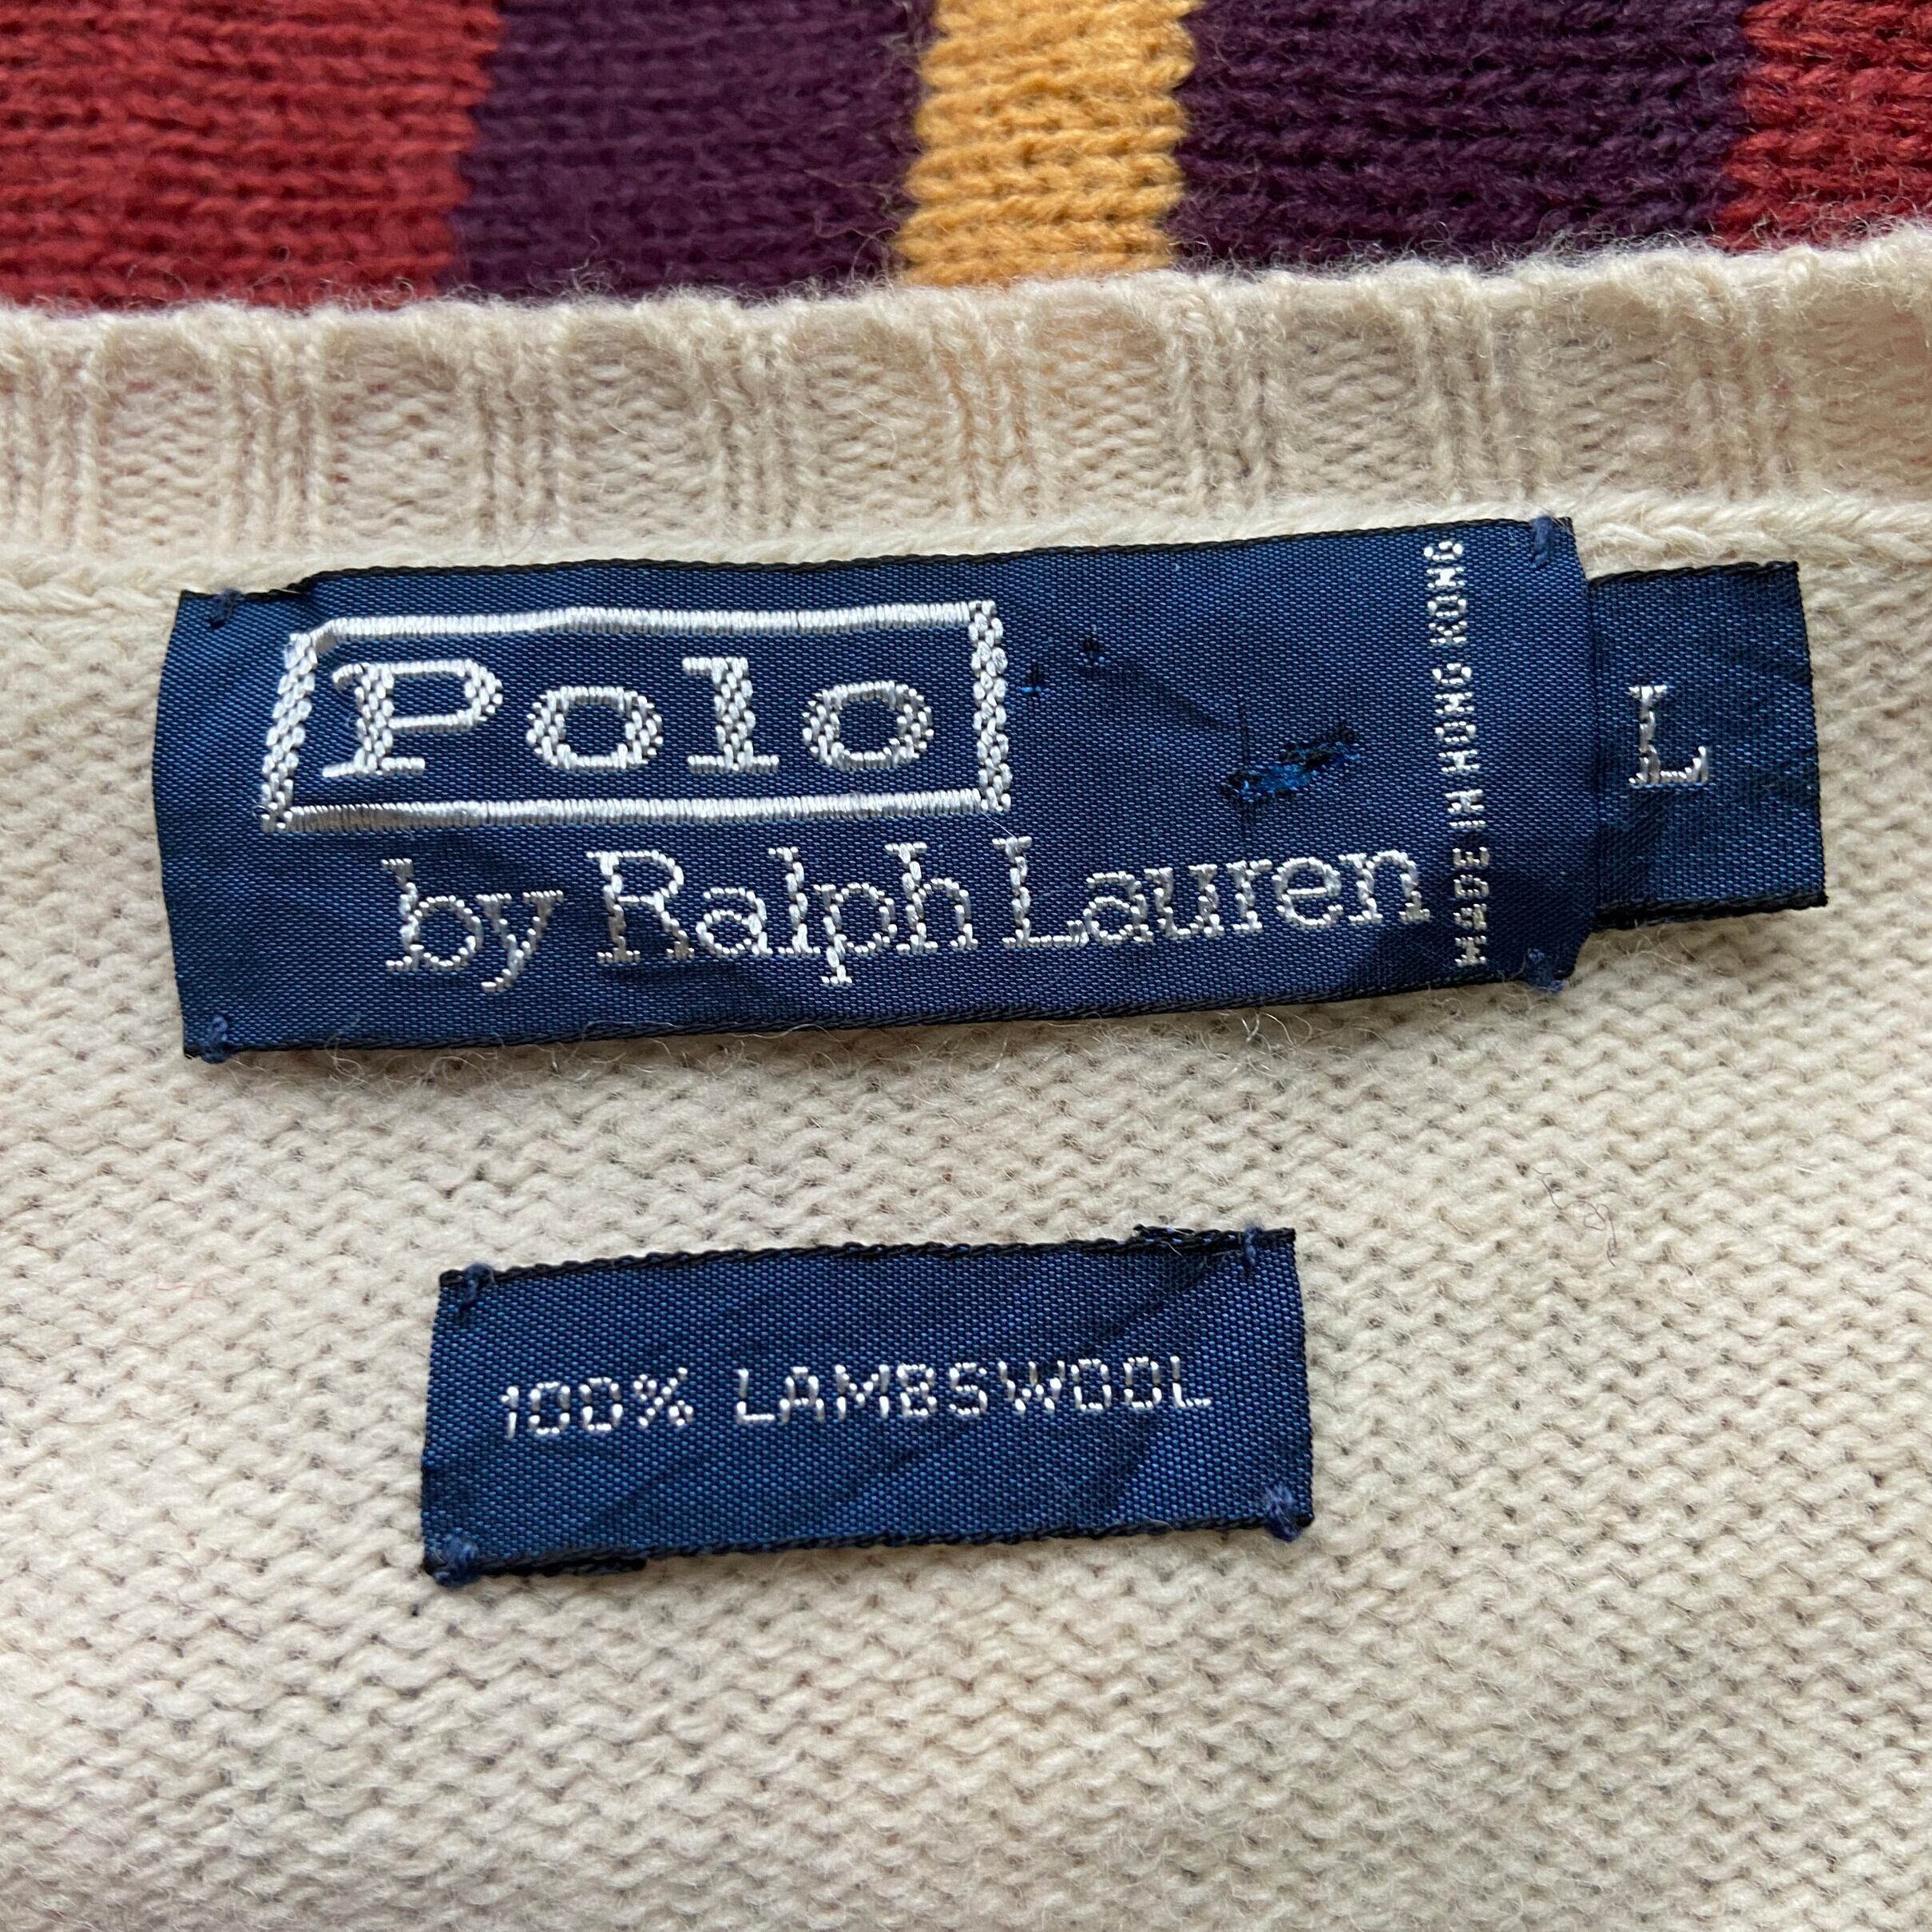 Polo
by Ralph Lauren
MADE IN HONG KONG
L
100% LAMBSWOOL